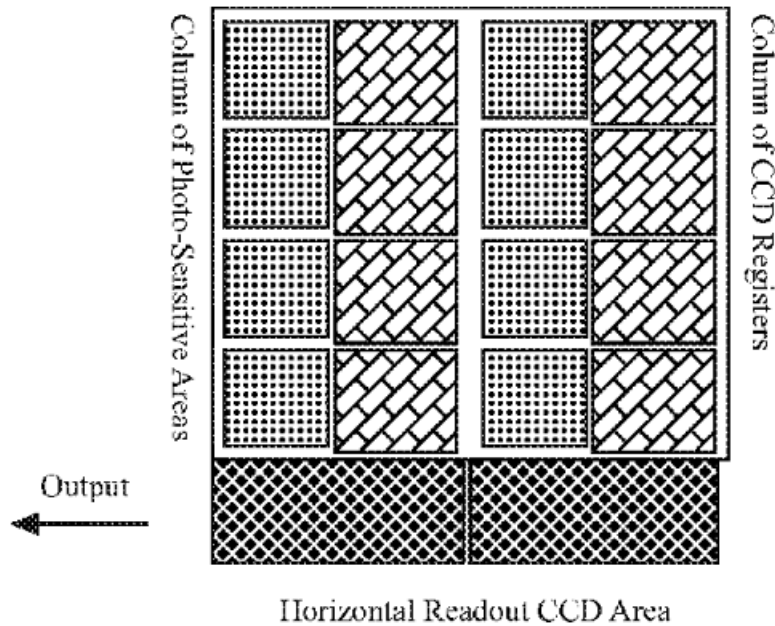 Column of Photo-Sensitive Areas
Column of CCD Registers
Output
Horizontal Readout CCD Area